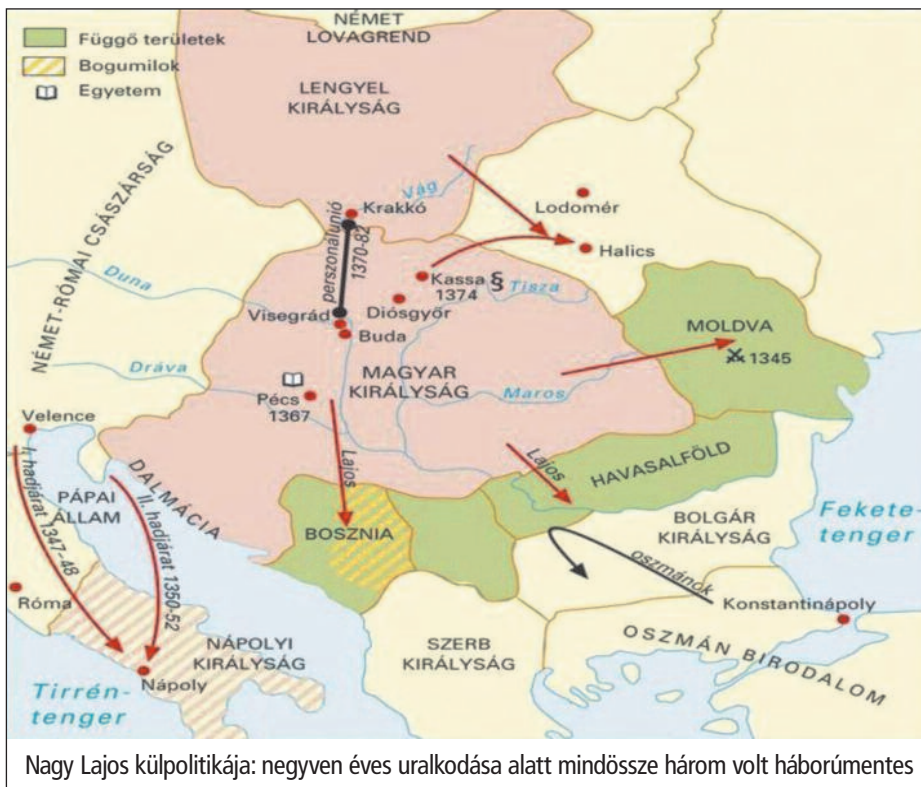 NÉMET
LOVAGREND
Függő területek
Bogumilok
Egyetem
LENGYEL
KIRÁLYSÁG
NÉMET-RÓMAI CSÁSZÁRSÁG
Vág
Krakkó
Lodomér
Halics
perszonálunió
1370-82
Kassa §
1374
Tisza
Duna
Visegrád
Diósgyőr
Buda
MOLDVA
1345
Dráva
MAGYAR
KIRÁLYSÁG
Maros
Pécs
1367
Velence
Lajos
Lajos
HAVASALFÖLD
I. hadjárat 1347-48
PÁPAI
ÁLLAM
DALMÁCIA
II. hadjárat 1350-52
BOSZNIA
BOLGÁR
KIRÁLYSÁG
Fekete-
tenger
oszmánok
Róma
Konstantinápoly
NÁPOLYI
KIRÁLYSÁG
SZERB
KIRÁLYSÁG
OSZMÁN BIRODALOM
Nápoly
Tirrén-
tenger
Nagy Lajos külpolitikája: negyven éves uralkodása alatt mindössze három volt háborúmentes